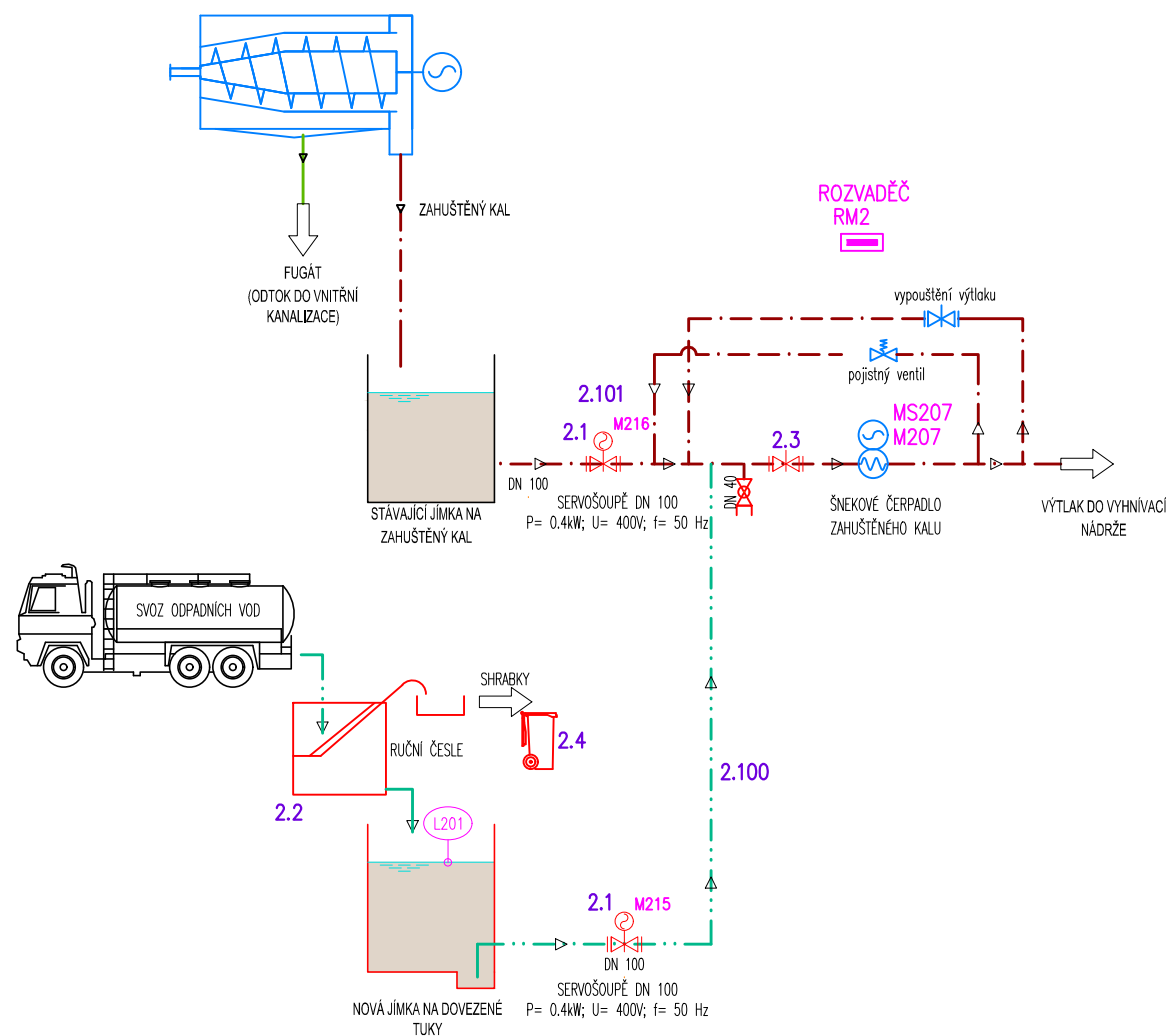 ZAHUŠTĚNÝ KAL
ROZVADĚČ
RM2
FUGÁT
(ODTOK DO VNITŘNÍ
KANALIZACE)
vypouštění výtlaku
pojistný ventil
2.101
2.1 M216
MS207
M207
2.3
DN 100
DN 40
SERVOŠOUPĚ DN 100
P= 0.4kW; U= 400V; f= 50 Hz
STÁVAJÍCÍ JÍMKA NA
ZAHUŠTĚNÝ KAL
ŠNEKOVÉ ČERPADLO
ZAHUŠTĚNÉHO KALU
VÝTLAK DO VYHNÍVACÍ
NÁDRŽE
SVOZ ODPADNÍCH VOD
SHRABKY
RUČNÍ ČESLE
2.4
2.2
2.100
L201
2.1 M215
DN 100
SERVOŠOUPĚ DN 100
P= 0.4kW; U= 400V; f= 50 Hz
NOVÁ JÍMKA NA DOVEZENÉ
TUKY